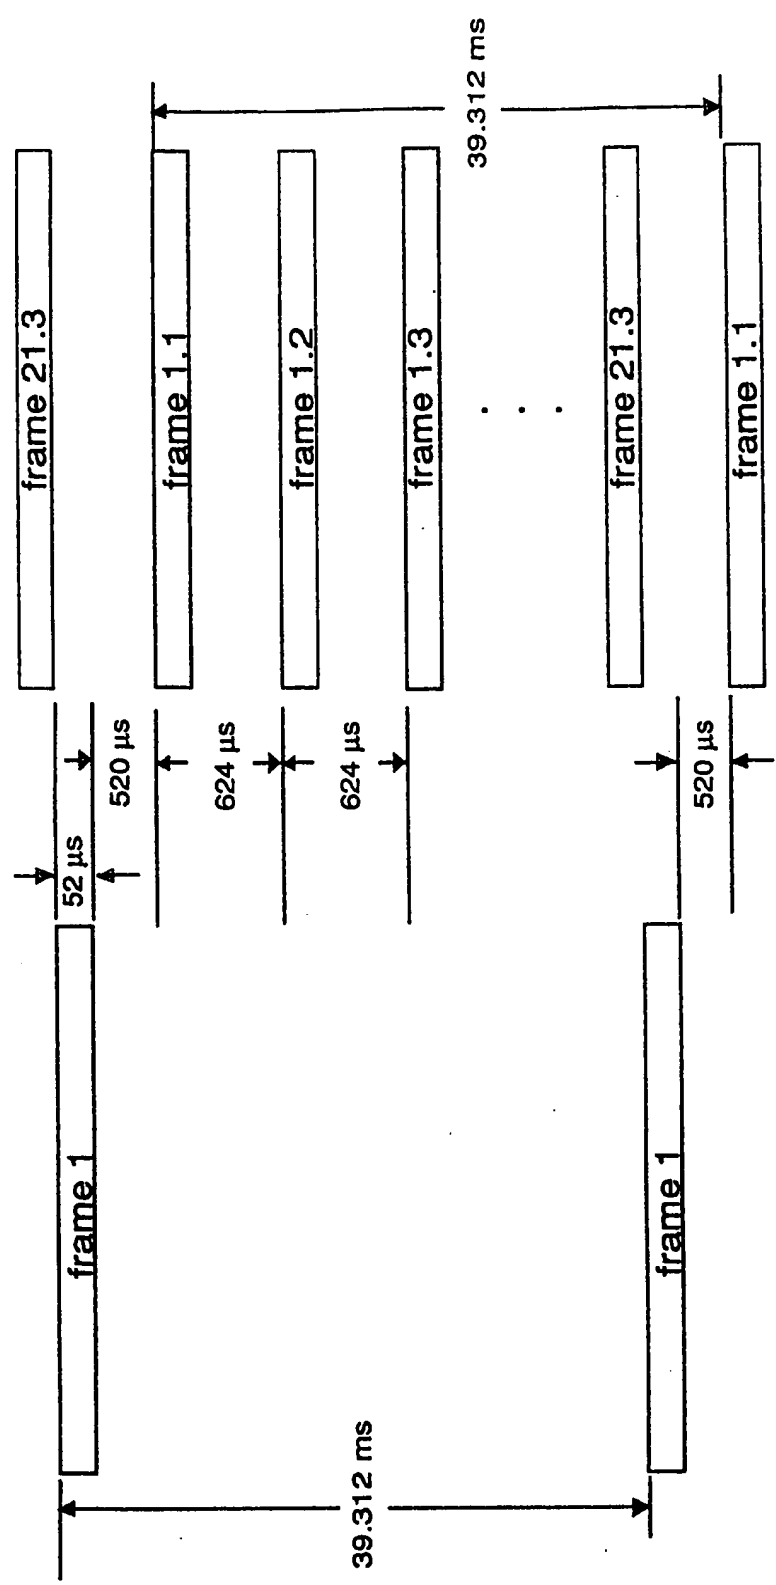 frame 21.3
frame 1.1
frame 1.2
frame 1.3
. . .
frame 21.3
frame 1.1
39.312 ms
52 µs
520 µs
624 µs
624 µs
520 µs
frame 1
frame 1
39.312 ms